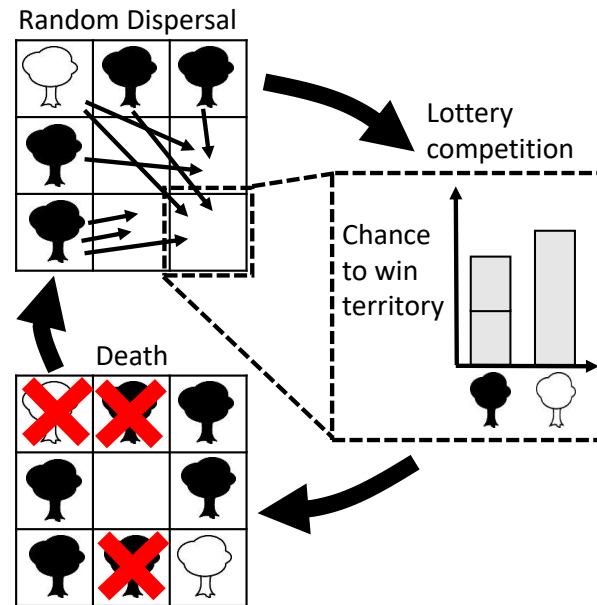 Random Dispersal
Lottery
competition
Chance
to win
territory
Death